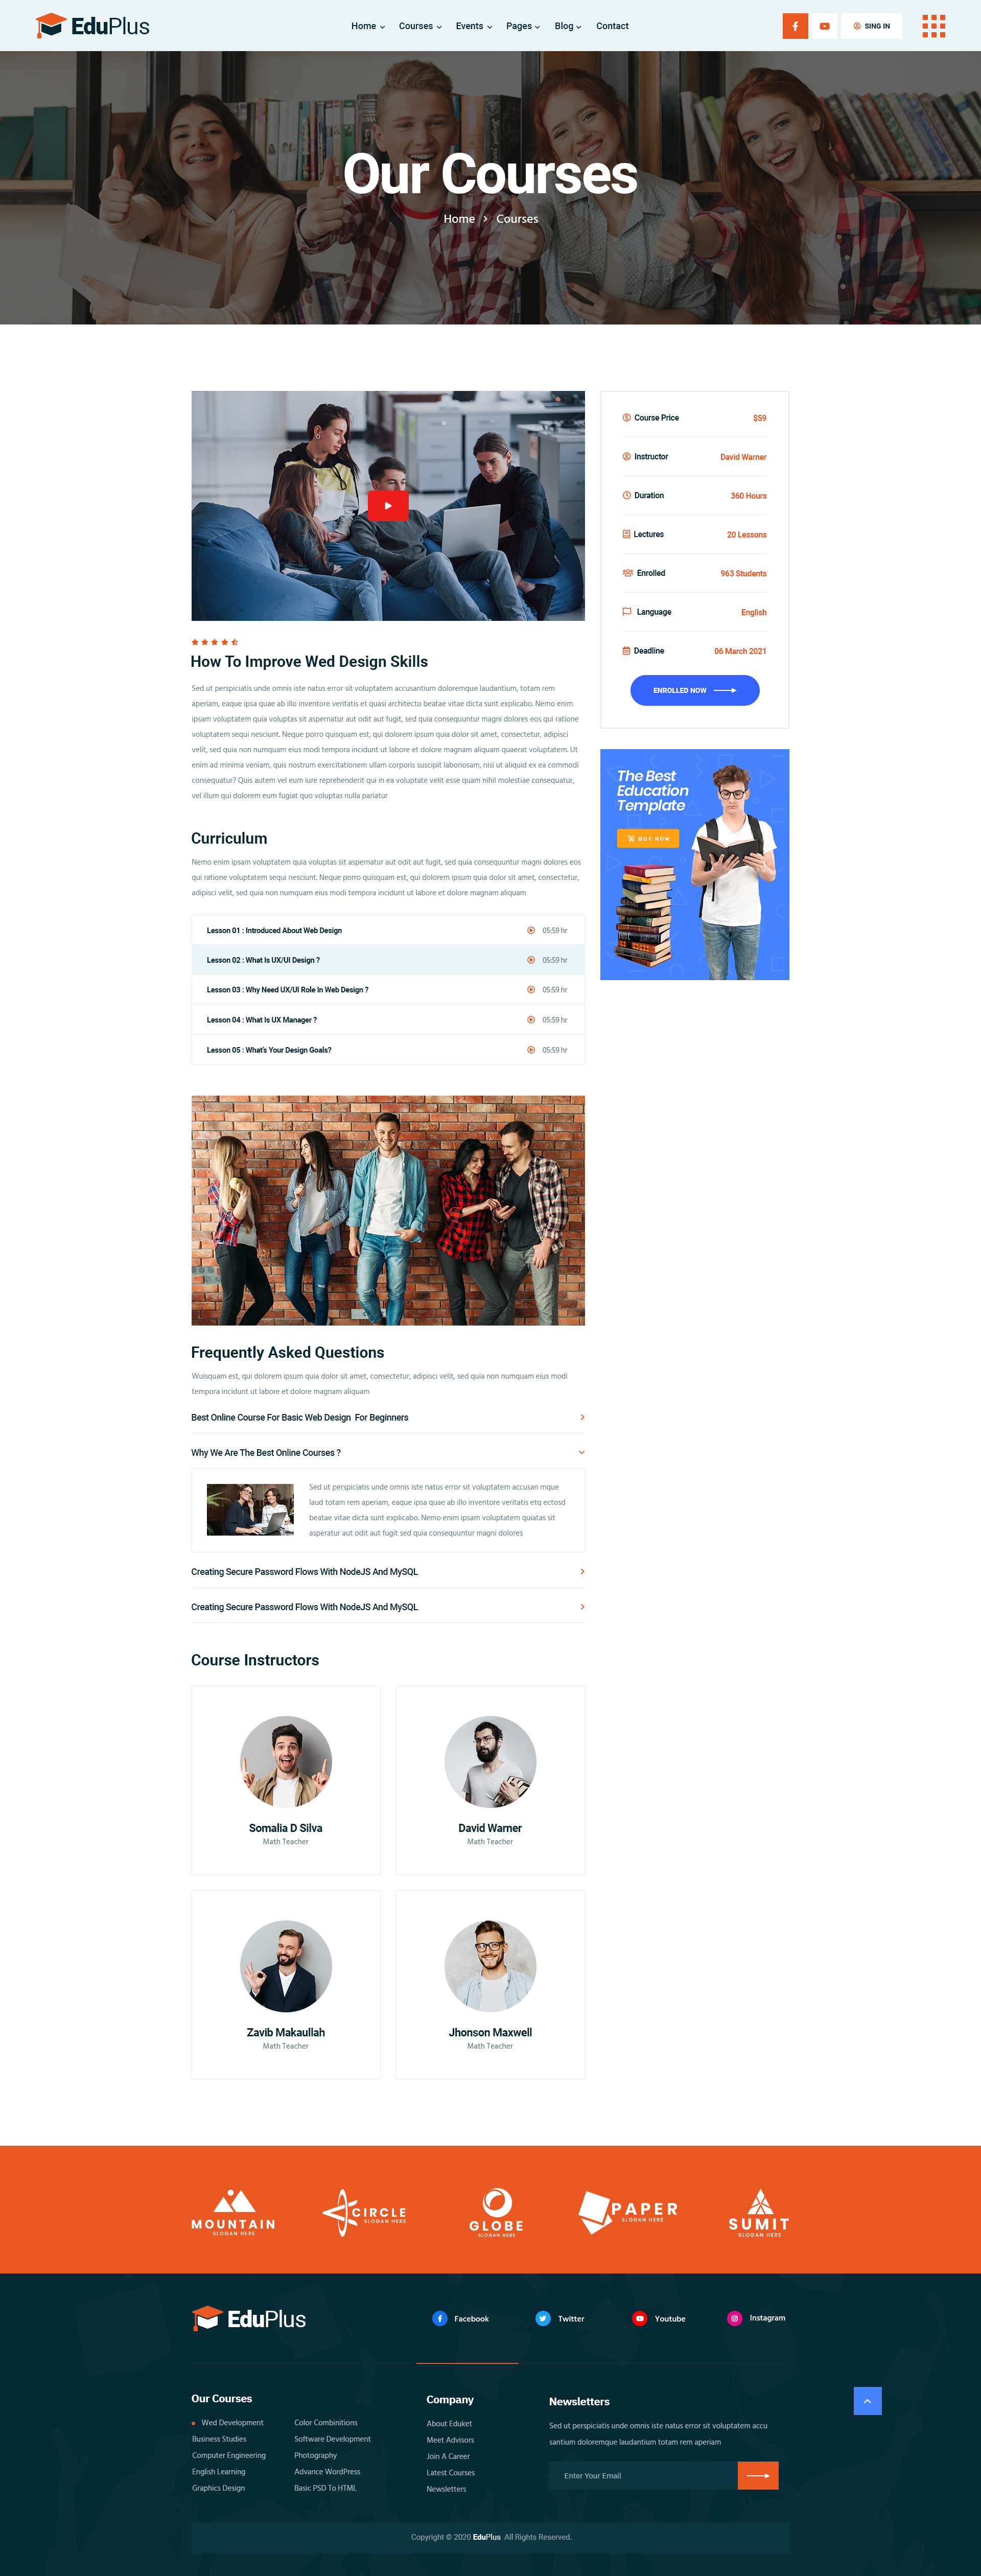 EduPlus
Home Courses Events Pages Blog Contact
SING IN
Our Courses
Home > Courses
Course Price $59
Instructor David Warner
Duration 360 Hours
Lectures 20 Lessons
Enrolled 963 Students
Language English
Deadline 06 March 2021
ENROLLED NOW
The Best
Education
Template
BUY NOW
How To Improve Wed Design Skills
Sed ut perspiciatis unde omnis iste natus error sit voluptatem accusantium doloremque laudantium, totam rem
aperiam, eaque ipsa quae ab illo inventore veritatis et quasi architecto beatae vitae dicta sunt explicabo. Nemo enim
ipsam voluptatem quia voluptas sit aspernatur aut odit aut fugit, sed quia consequuntur magni dolores eos qui ratione
voluptatem sequi nesciunt. Neque porro quisquam est, qui dolorem ipsum quia dolor sit amet, consectetur, adipisci
velit, sed quia non numquam eius modi tempora incidunt ut labore et dolore magnam aliquam quaerat voluptatem. Ut
enim ad minima veniam, quis nostrum exercitationem ullam corporis suscipit laboriosam, nisi ut aliquid ex ea commodi
consequatur? Quis autem vel eum iure reprehenderit qui in ea voluptate velit esse quam nihil molestiae consequatur,
vel illum qui dolorem eum fugiat quo voluptas nulla pariatur
Curriculum
Nemo enim ipsam voluptatem quia voluptas sit aspernatur aut odit aut fugit, sed quia consequuntur magni dolores eos
qui ratione voluptatem sequi nesciunt. Neque porro quisquam est, qui dolorem ipsum quia dolor sit amet, consectetur,
adipisci velit, sed quia non numquam eius modi tempora incidunt ut labore et dolore magnam aliquam
Lesson 01 : Introduced About Web Design 05:59 hr
Lesson 02 : What Is UX/UI Design ? 05:59 hr
Lesson 03 : Why Need UX/UI Role In Web Design ? 05:59 hr
Lesson 04 : What Is UX Manager ? 05:59 hr
Lesson 05 : What's Your Design Goals? 05:59 hr
Frequently Asked Questions
Wuisquam est, qui dolorem ipsum quia dolor sit amet, consectetur, adipisci velit, sed quia non numquam eius modi
tempora incidunt ut labore et dolore magnam aliquam
Best Online Course For Basic Web Design For Beginners
Why We Are The Best Online Courses ?
Sed ut perspiciatis unde omnis iste natus error sit voluptatem accusan mque
laud totam rem aperiam, eaque ipsa quae ab illo inventore veritatis etq ectosd
beatae vitae dicta sunt explicabo. Nemo enim ipsam voluptatem quiatas sit
asperatur aut odit aut fugit sed quia consequuntur magni dolores
Creating Secure Password Flows With NodeJS And MySQL
Creating Secure Password Flows With NodeJS And MySQL
Course Instructors
Somalia D Silva
Math Teacher
David Warner
Math Teacher
Zavib Makaullah
Math Teacher
Jhonson Maxwell
Math Teacher
MOUNTAIN
SLOGAN HERE
CIRCLE
SLOGAN HERE
GLOBE
SLOGAN HERE
PAPER
SLOGAN HERE
SUMIT
SLOGAN HERE
EduPlus
Facebook Twitter Youtube Instagram
Our Courses
Wed Development
Business Studies
Computer Engineering
English Learning
Graphics Design
Color Combinitions
Software Development
Photography
Advance WordPress
Basic PSD To HTML
Company
About Eduket
Meet Advisors
Join A Career
Latest Courses
Newsletters
Newsletters
Sed ut perspiciatis unde omnis iste natus error sit voluptatem accu
santium doloremque laudantium totam rem aperiam
Enter Your Email
Copyright © 2020 EduPlus All Rights Reserved.